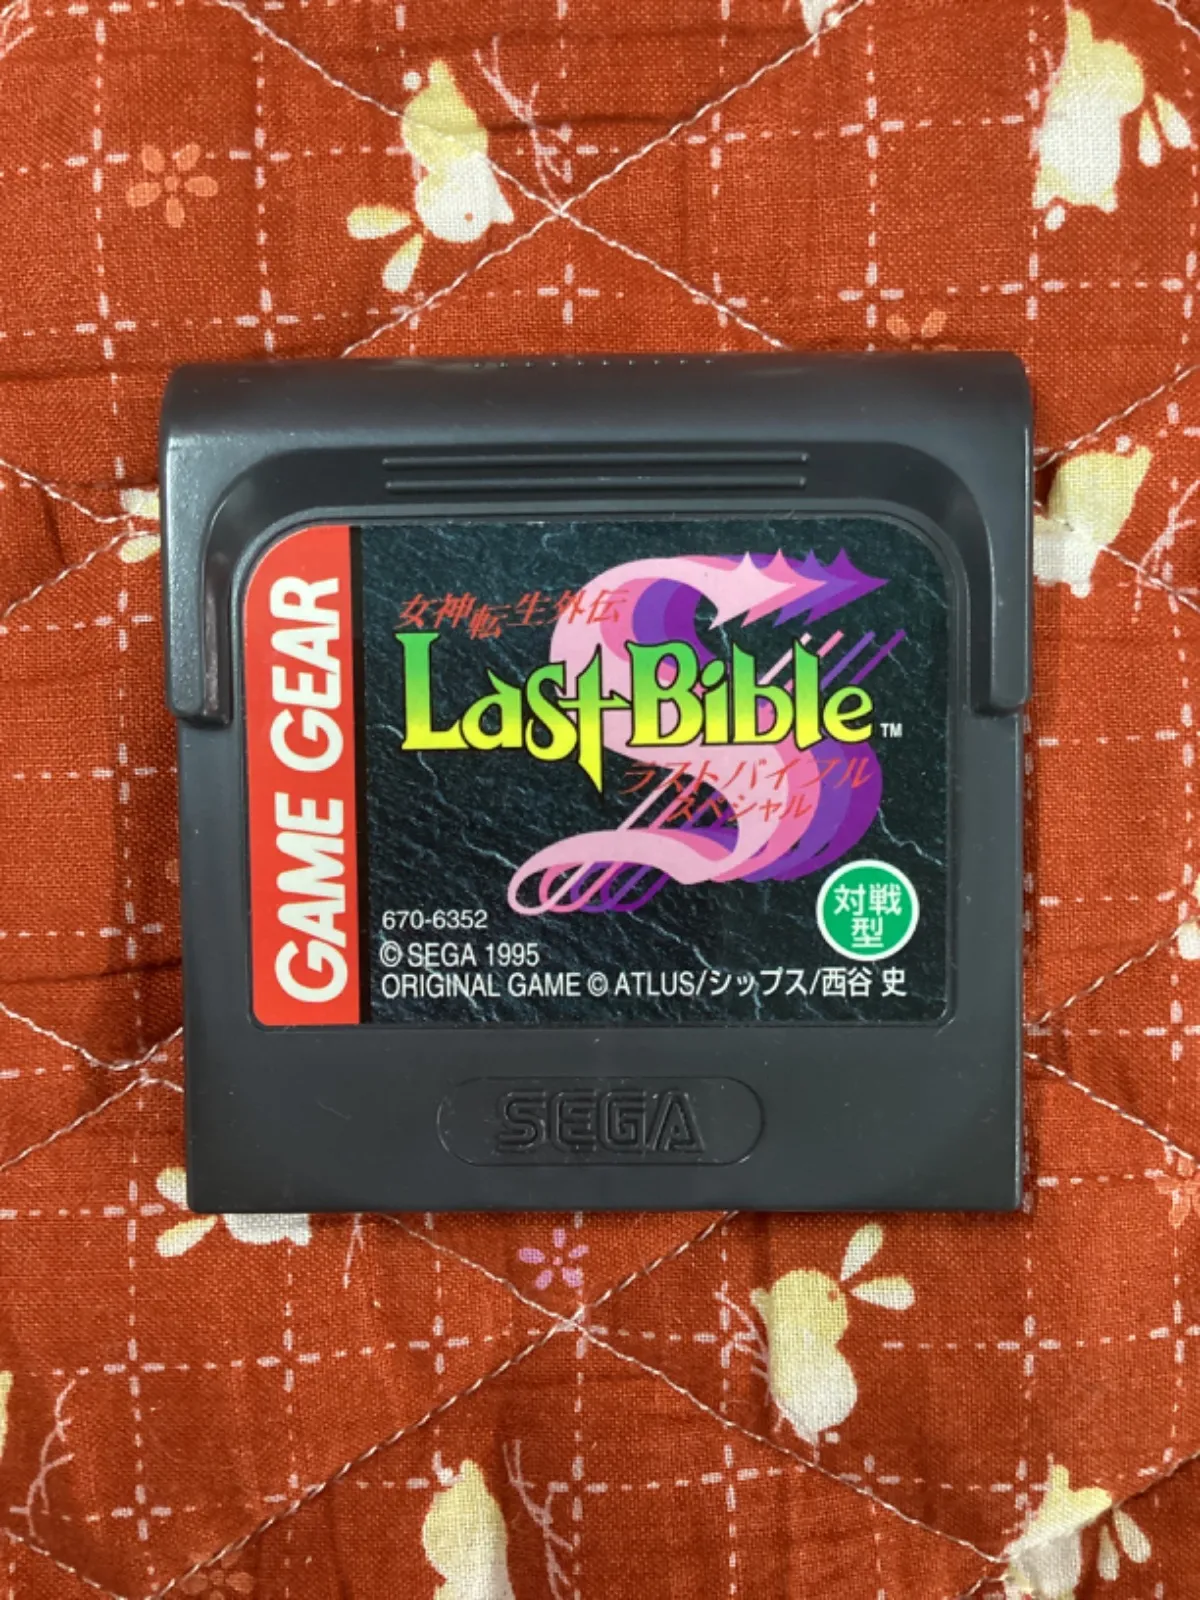 GAME GEAR
女神転生外伝
Last Bible™
S
ラストバイブル
スペシャル
対戦
型
670-6352
© SEGA 1995
ORIGINAL GAME © ATLUS/シップス/西谷 史
SEGA